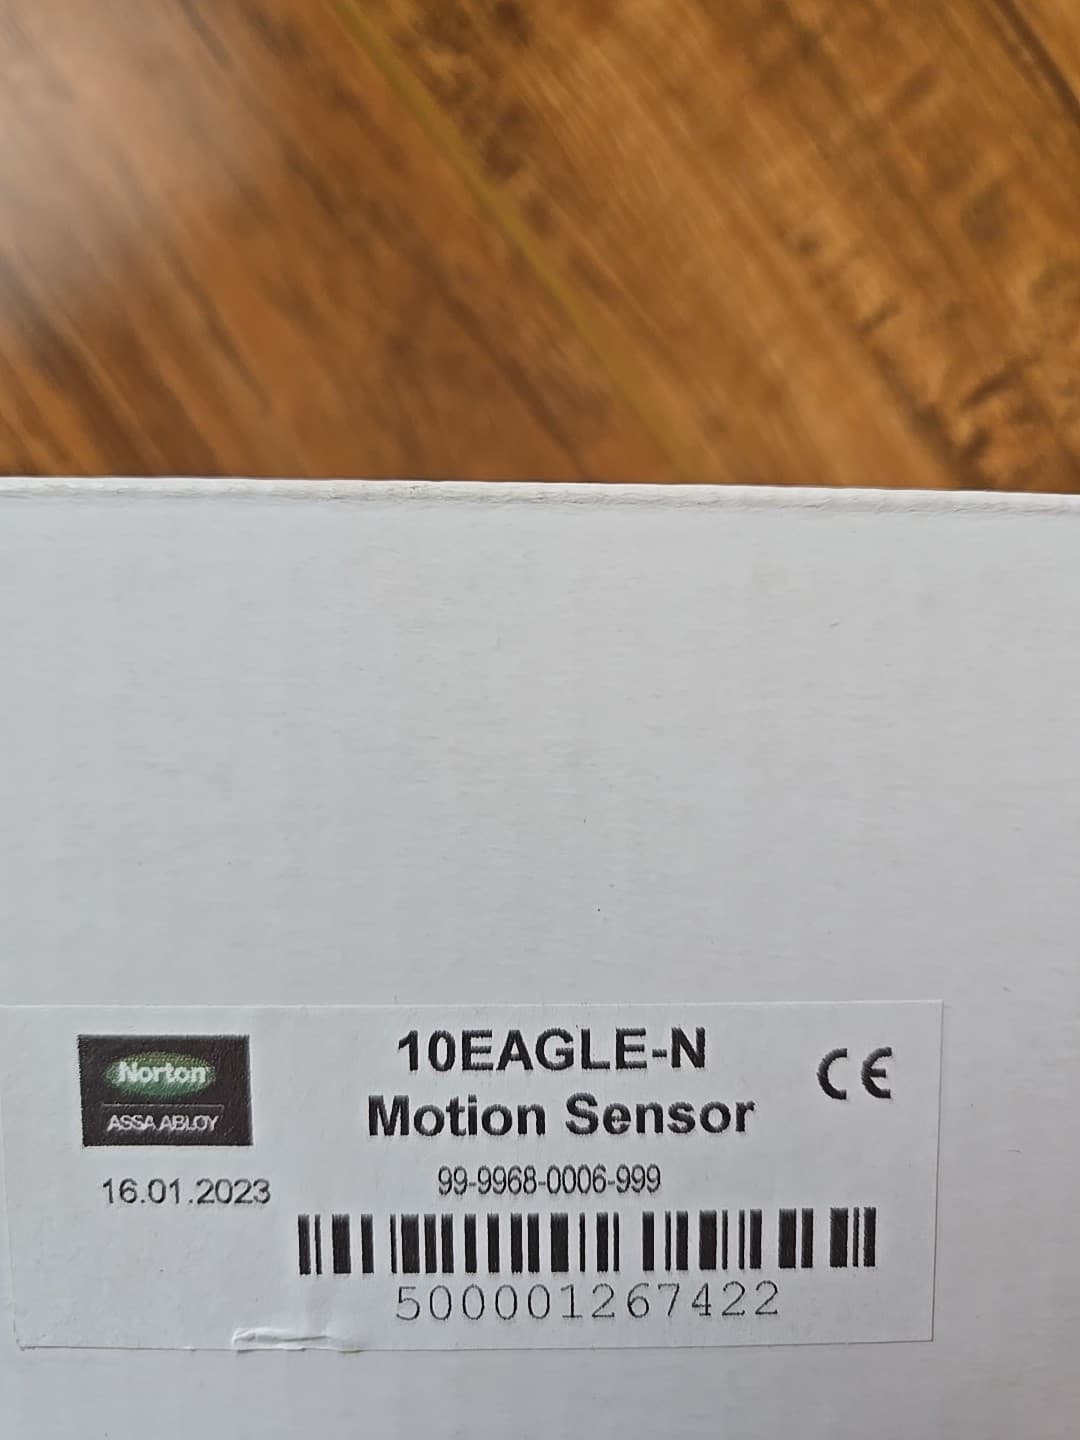 Norton
ASSA ABLOY
10EAGLE-N
Motion Sensor
CE
16.01.2023
99-9968-0006-999
500001267422